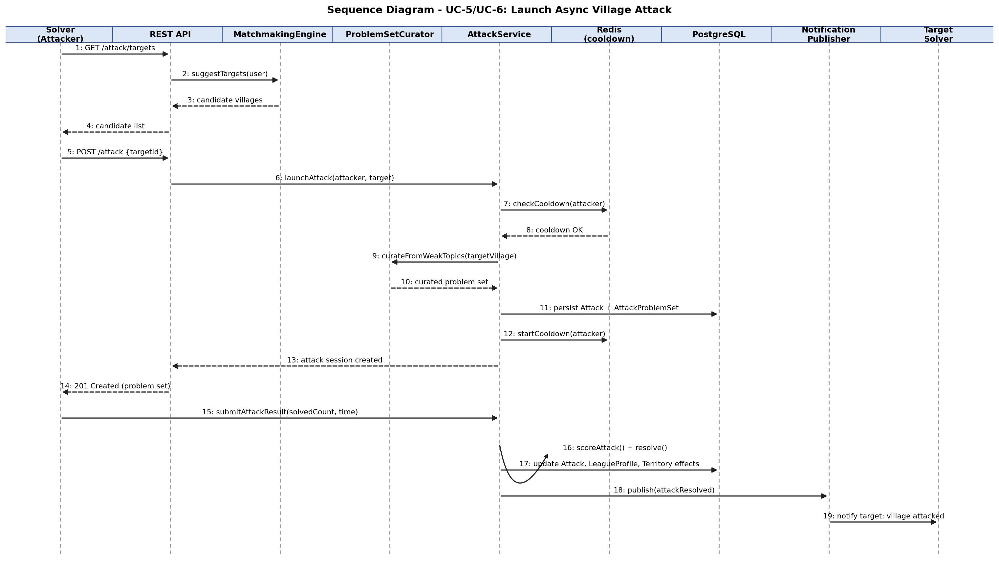 Sequence Diagram - UC-5/UC-6: Launch Async Village Attack
Solver
(Attacker)
REST API
MatchmakingEngine
ProblemSetCurator
AttackService
Redis
(cooldown)
PostgreSQL
Notification
Publisher
Target
Solver
1: GET /attack/targets
2: suggestTargets(user)
3: candidate villages
4: candidate list
5: POST /attack {targetId}
6: launchAttack(attacker, target)
7: checkCooldown(attacker)
8: cooldown OK
9: curateFromWeakTopics(targetVillage)
10: curated problem set
11: persist Attack + AttackProblemSet
12: startCooldown(attacker)
13: attack session created
14: 201 Created (problem set)
15: submitAttackResult(solvedCount, time)
16: scoreAttack() + resolve()
17: update Attack, LeagueProfile, Territory effects
18: publish(attackResolved)
19: notify target: village attacked